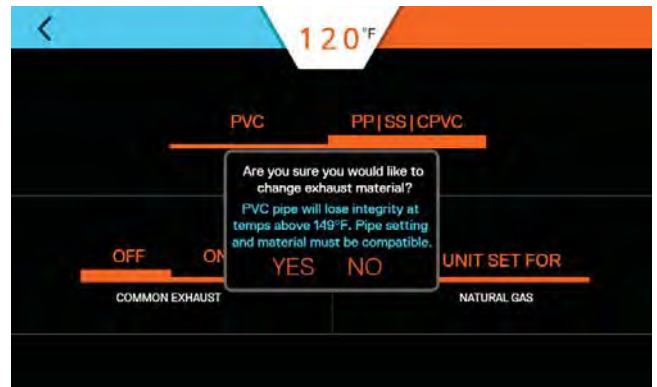 120°F
PVC PP|SS|CPVC
Are you sure you would like to
change exhaust material?
PVC pipe will lose integrity at
temps above 149°F. Pipe setting
and material must be compatible.
YES NO
OFF ON UNIT SET FOR
COMMON EXHAUST NATURAL GAS